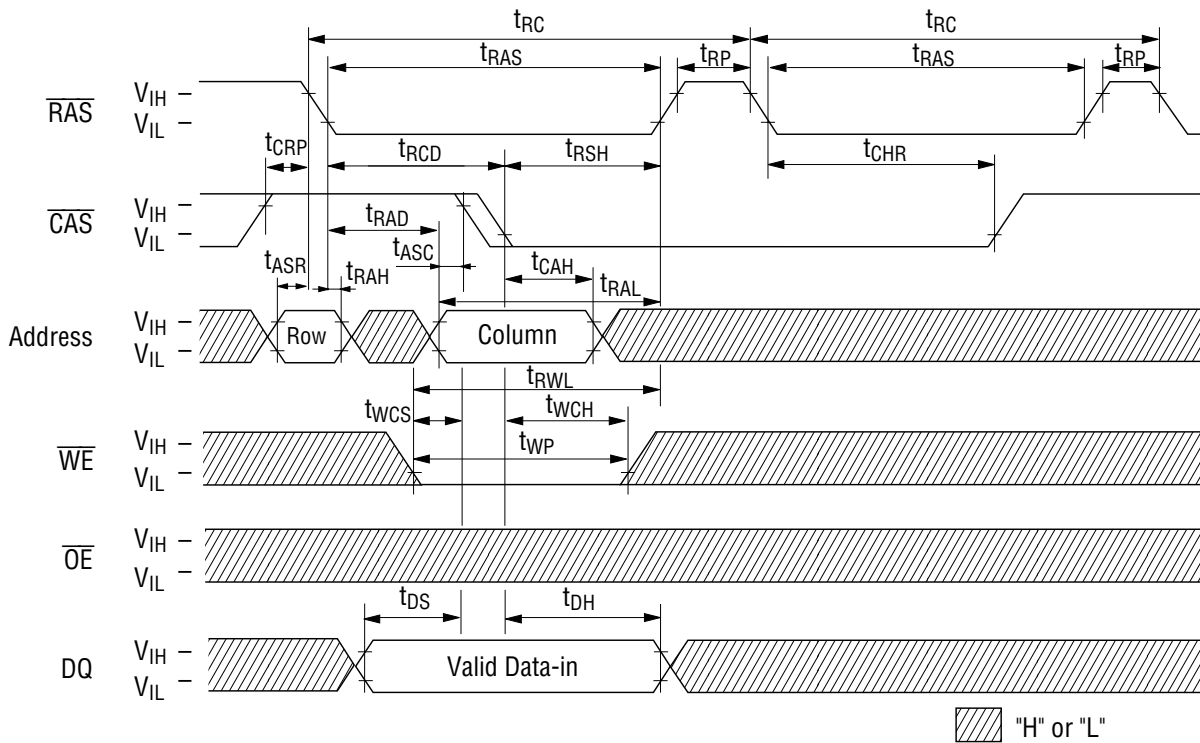 tRC tRC
tRAS tRP tRAS tRP
RAS VIH
VIL
tCRP tRCD tRSH tCHR
CAS VIH
VIL
tRAD
tASC
tASR tRAH tCAH
tRAL
Address VIH
VIL
Row Column
tRWL
tWCS tWCH
WE VIH
VIL
tWP
OE VIH
VIL
tDS tDH
DQ VIH
VIL
Valid Data-in
"H" or "L"